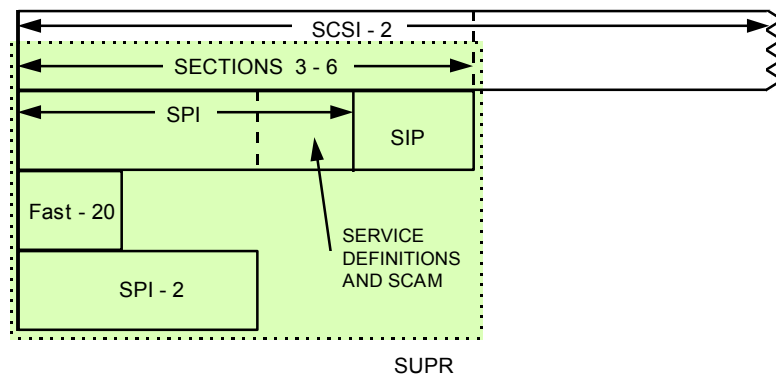 SCSI - 2
SECTIONS 3 - 6
SPI
SIP
Fast - 20
SERVICE
DEFINITIONS
AND SCAM
SPI - 2
SUPR